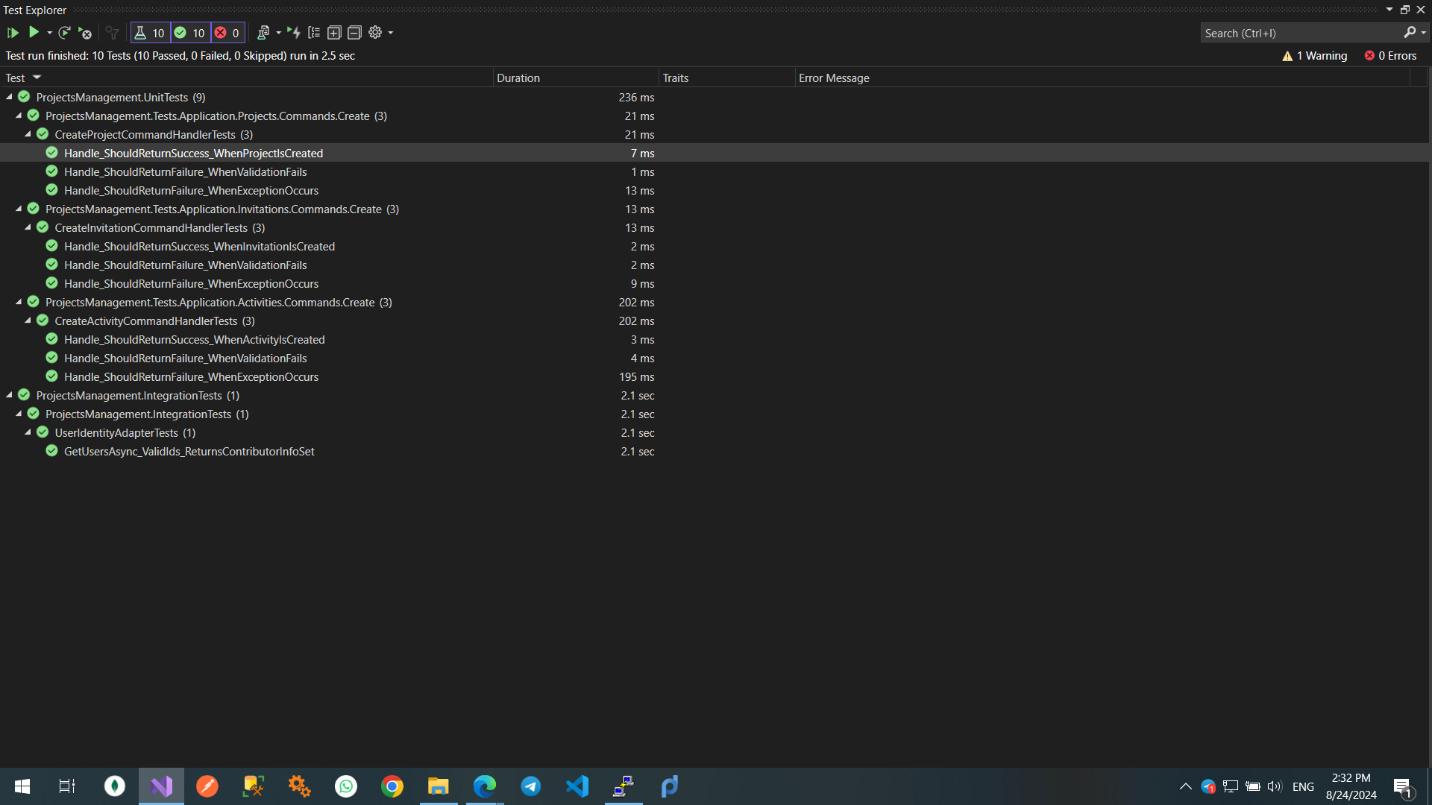 Test Explorer
10 10 0
Search (Ctrl+I)
Test run finished: 10 Tests (10 Passed, 0 Failed, 0 Skipped) run in 2.5 sec 1 Warning 0 Errors
Test Duration Traits Error Message
ProjectsManagement.UnitTests (9) 236 ms
ProjectsManagement.Tests.Application.Projects.Commands.Create (3) 21 ms
CreateProjectCommandHandlerTests (3) 21 ms
Handle_ShouldReturnSuccess_WhenProjectIsCreated 7 ms
Handle_ShouldReturnFailure_WhenValidationFails 1 ms
Handle_ShouldReturnFailure_WhenExceptionOccurs 13 ms
ProjectsManagement.Tests.Application.Invitations.Commands.Create (3) 13 ms
CreateInvitationCommandHandlerTests (3) 13 ms
Handle_ShouldReturnSuccess_WhenInvitationIsCreated 2 ms
Handle_ShouldReturnFailure_WhenValidationFails 2 ms
Handle_ShouldReturnFailure_WhenExceptionOccurs 9 ms
ProjectsManagement.Tests.Application.Activities.Commands.Create (3) 202 ms
CreateActivityCommandHandlerTests (3) 202 ms
Handle_ShouldReturnSuccess_WhenActivityIsCreated 3 ms
Handle_ShouldReturnFailure_WhenValidationFails 4 ms
Handle_ShouldReturnFailure_WhenExceptionOccurs 195 ms
ProjectsManagement.IntegrationTests (1) 2.1 sec
ProjectsManagement.IntegrationTests (1) 2.1 sec
UserIdentityAdapterTests (1) 2.1 sec
GetUsersAsync_ValidIds_ReturnsContributorInfoSet 2.1 sec
2:32 PM
1 ENG
8/24/2024 1